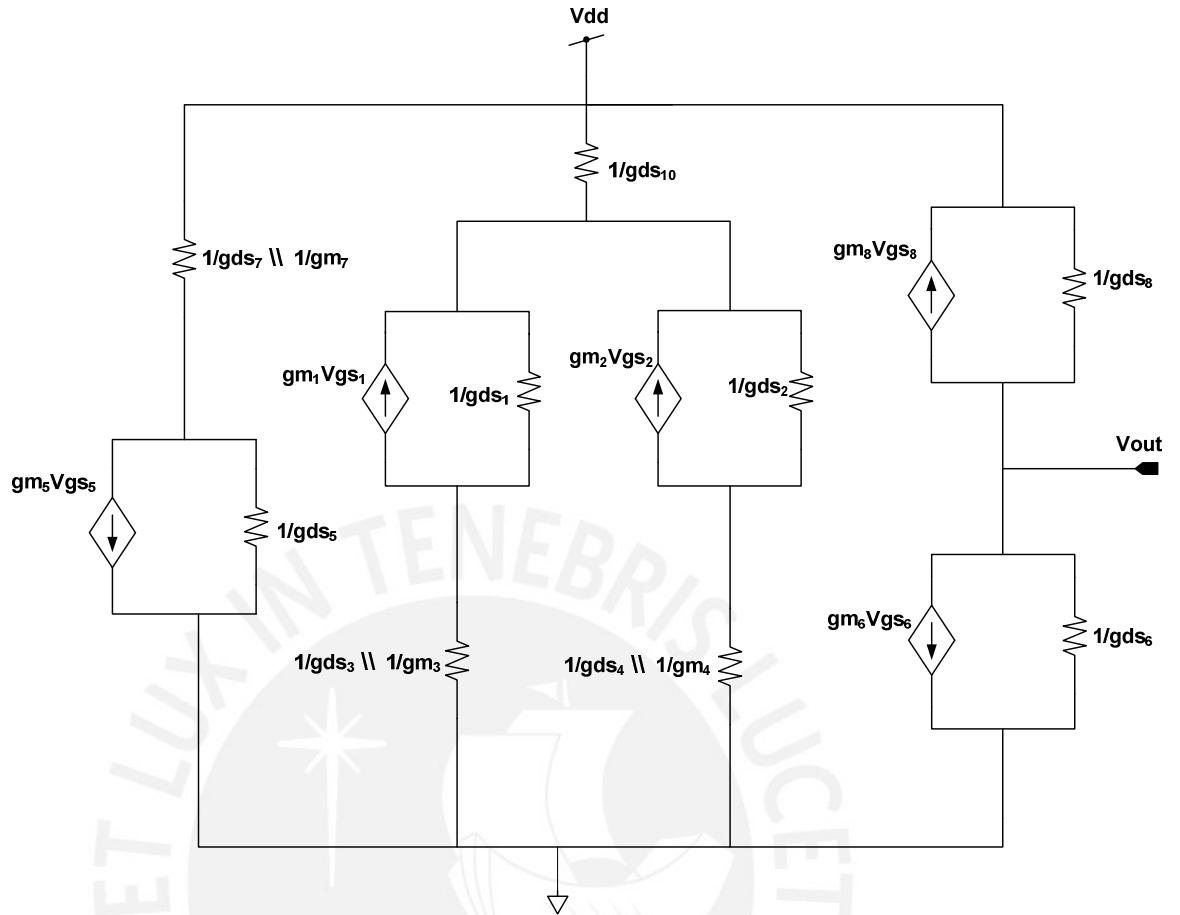 Vdd
1/gds₁₀
1/gds₇ \\ 1/gm₇
gm₈Vgs₈
1/gds₈
gm₁Vgs₁
1/gds₁
gm₂Vgs₂
1/gds₂
Vout
gm₅Vgs₅
1/gds₅
1/gds₃ \\ 1/gm₃
1/gds₄ \\ 1/gm₄
gm₆Vgs₆
1/gds₆
ET LUX IN TENEBRIS LUCET